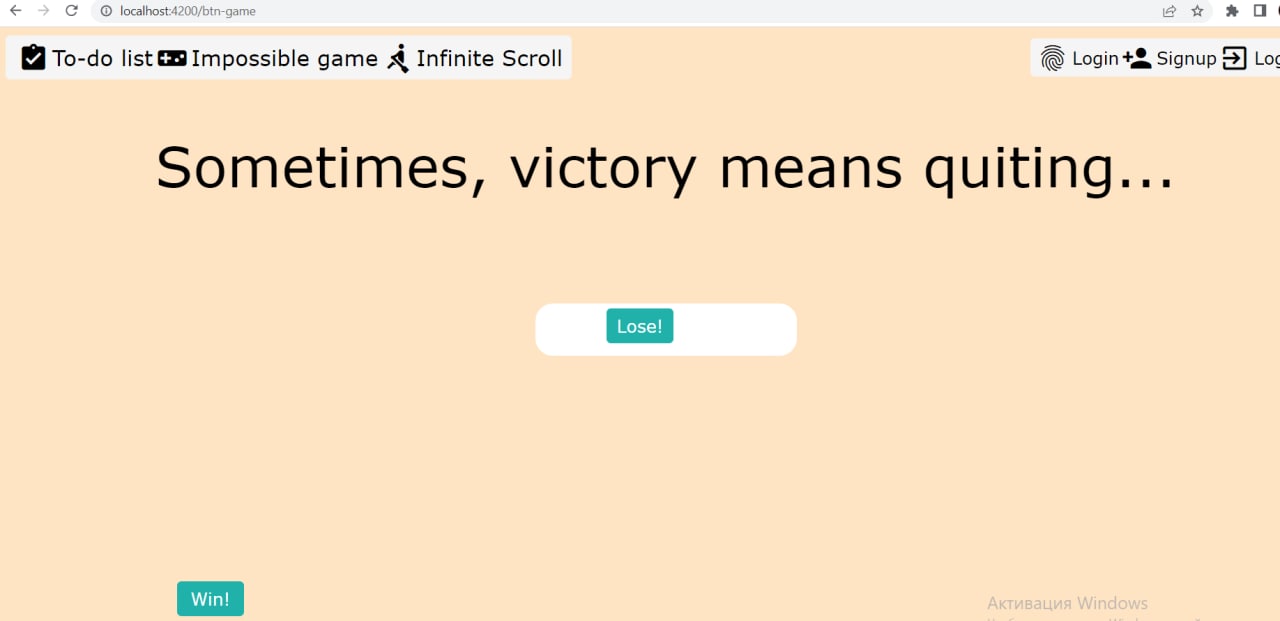 localhost:4200/btn-game
To-do list Impossible game Infinite Scroll
Login Signup
Sometimes, victory means quiting...
Lose!
Win!
Активация Windows